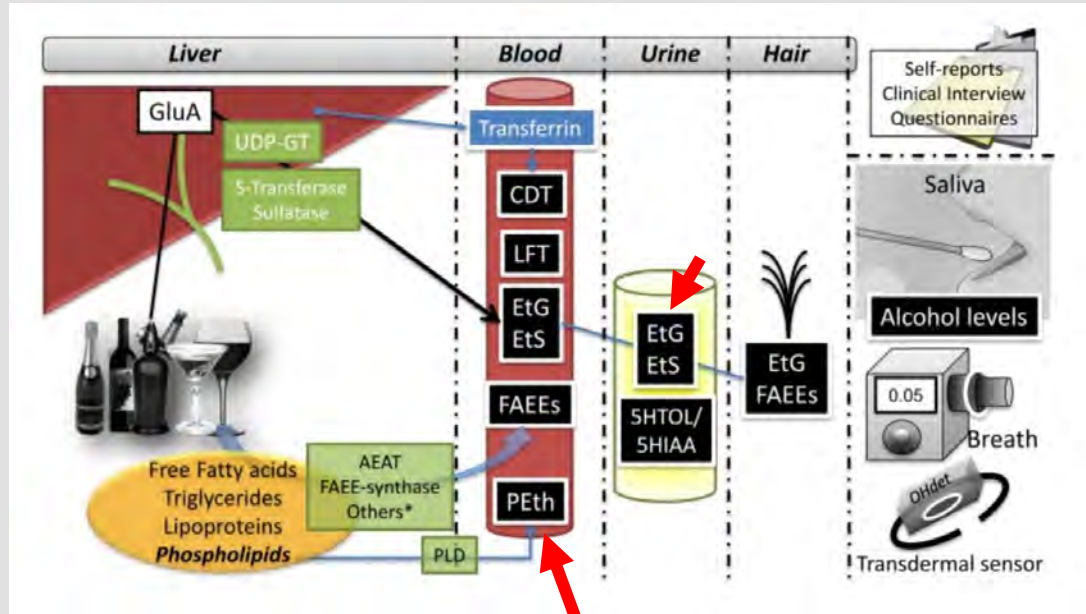 Liver
Blood
Urine
Hair
GluA
UDP-GT
S-Transferase
Sulfatase
Transferrin
CDT
LFT
EtG
EtS
FAEEs
PEth
EtG
EtS
5HTOL/
5HIAA
EtG
FAEEs
Free Fatty acids
Triglycerides
Lipoproteins
Phospholipids
AEAT
FAEE-synthase
Others*
PLD
Self-reports
Clinical Interview
Questionnaires
Saliva
Alcohol levels
0.05
Breath
OHdet
Transdermal sensor